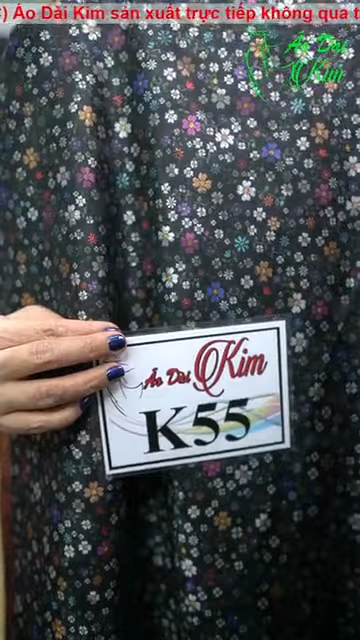 ) Áo Dài Kim sản xuất trực tiếp không qua t
Áo Dài
Kim
Áo Dài Kim
K55